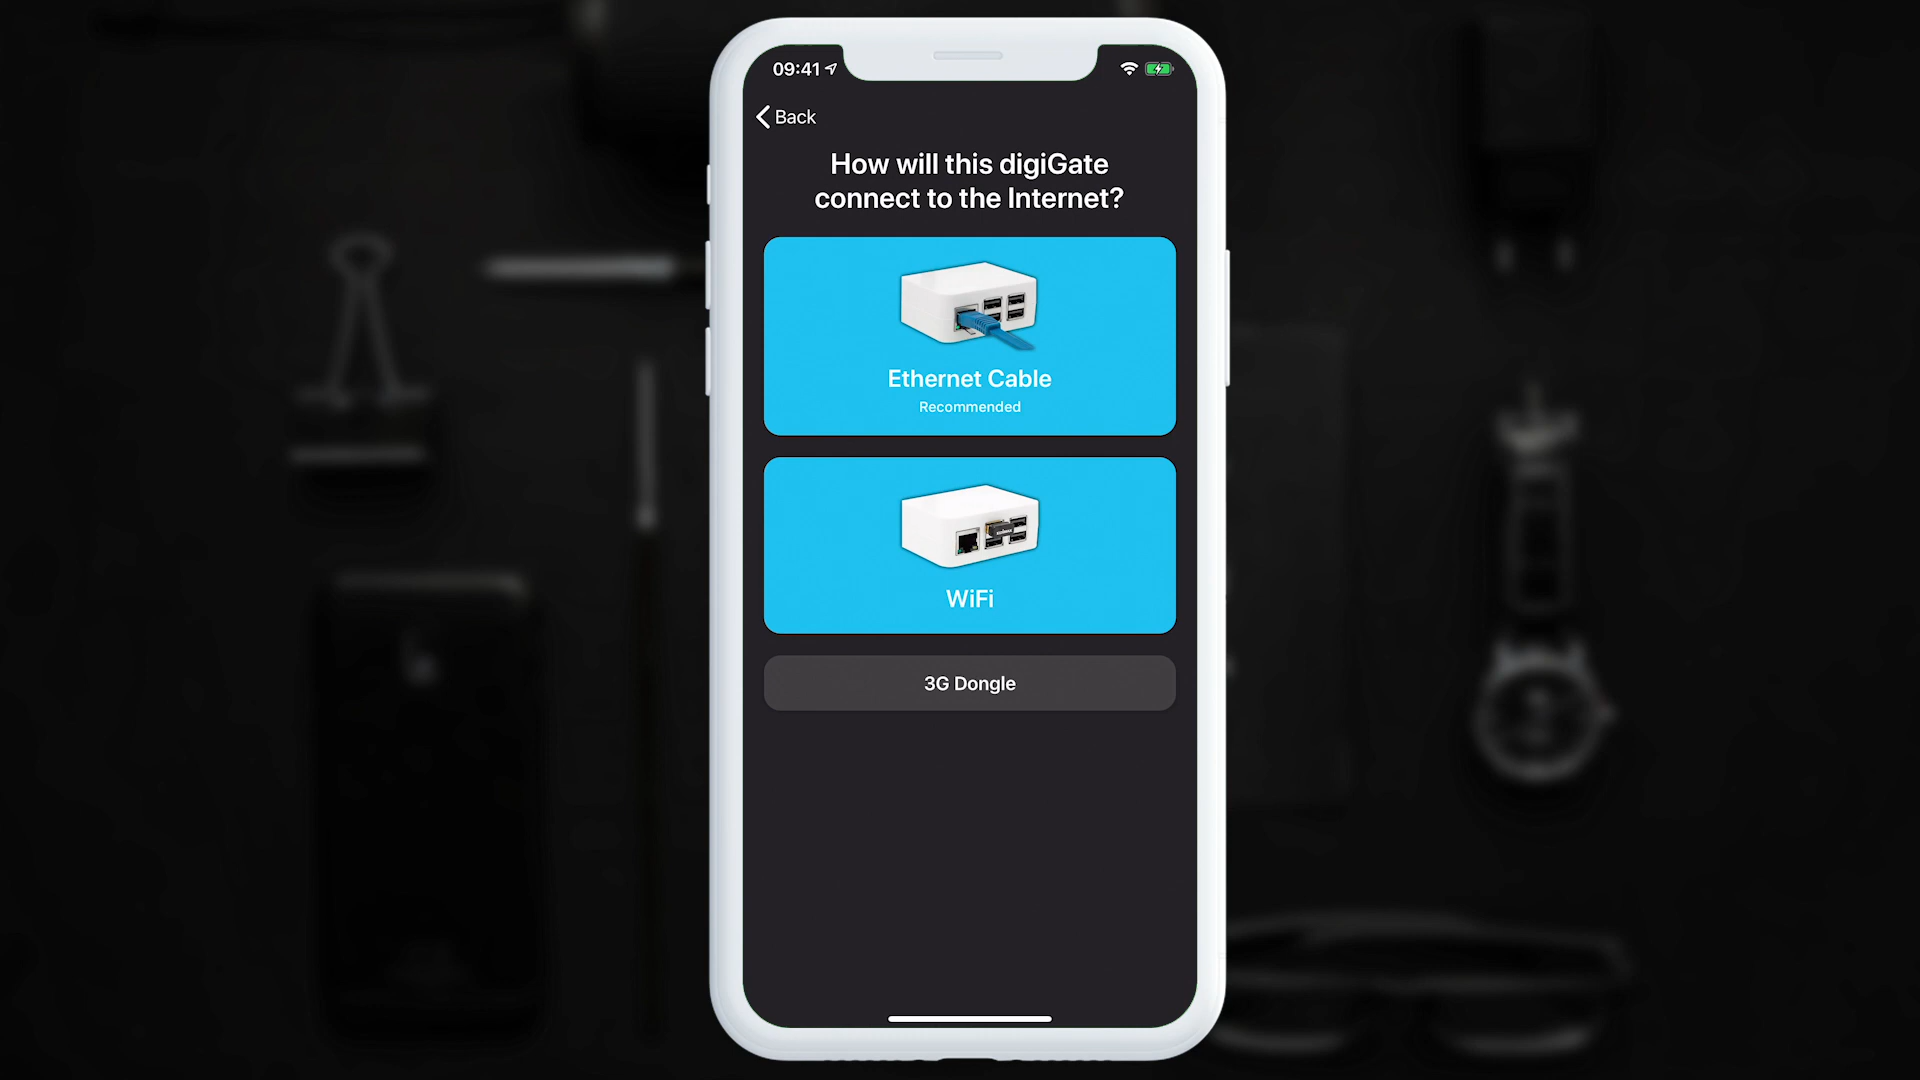 09:41
Back
How will this digiGate
connect to the Internet?
Ethernet Cable
Recommended
WiFi
3G Dongle